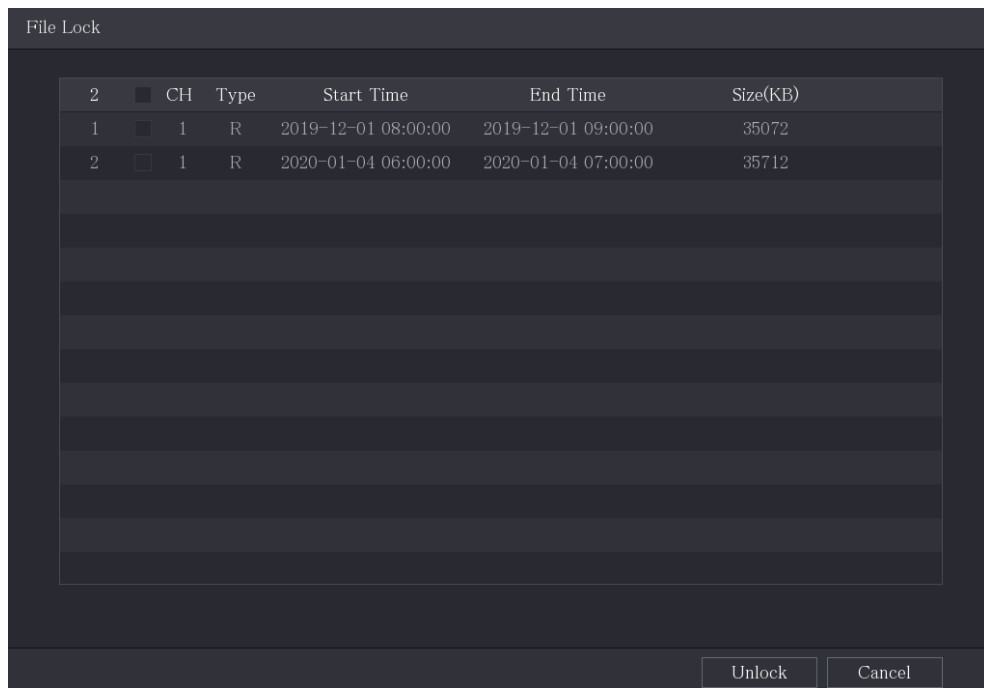 File Lock
2 CH Type Start Time End Time Size(KB)
1 1 R 2019-12-01 08:00:00 2019-12-01 09:00:00 35072
2 1 R 2020-01-04 06:00:00 2020-01-04 07:00:00 35712
Unlock Cancel